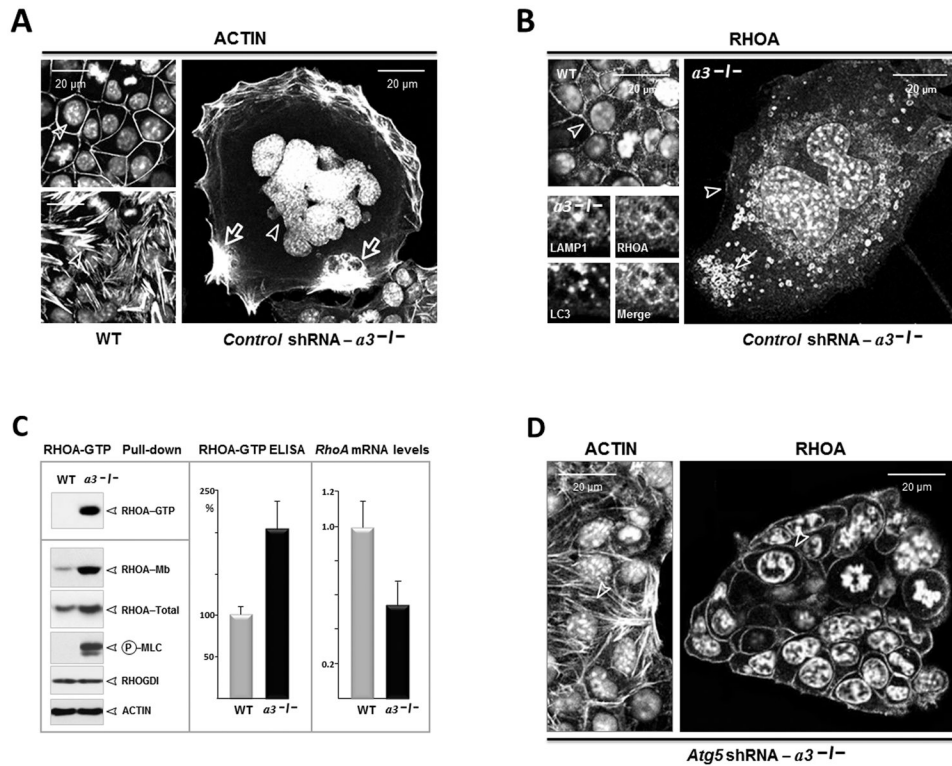 A
ACTIN
20 µm
20 µm
WT
Control shRNA – a3 –/–
B
RHOA
WT
20 µm
a3 –/–
20 µm
a3 –/–
LAMP1
RHOA
LC3
Merge
Control shRNA – a3 –/–
C
RHOA-GTP Pull-down
WT a3 –/–
RHOA–GTP
RHOA–Mb
RHOA–Total
P–MLC
RHOGDI
ACTIN
RHOA-GTP ELISA
250
%
100
50
WT a3 –/–
RhoA mRNA levels
1.2
1.0
0.2
WT a3 –/–
D
ACTIN
20 µm
RHOA
20 µm
Atg5 shRNA – a3 –/–